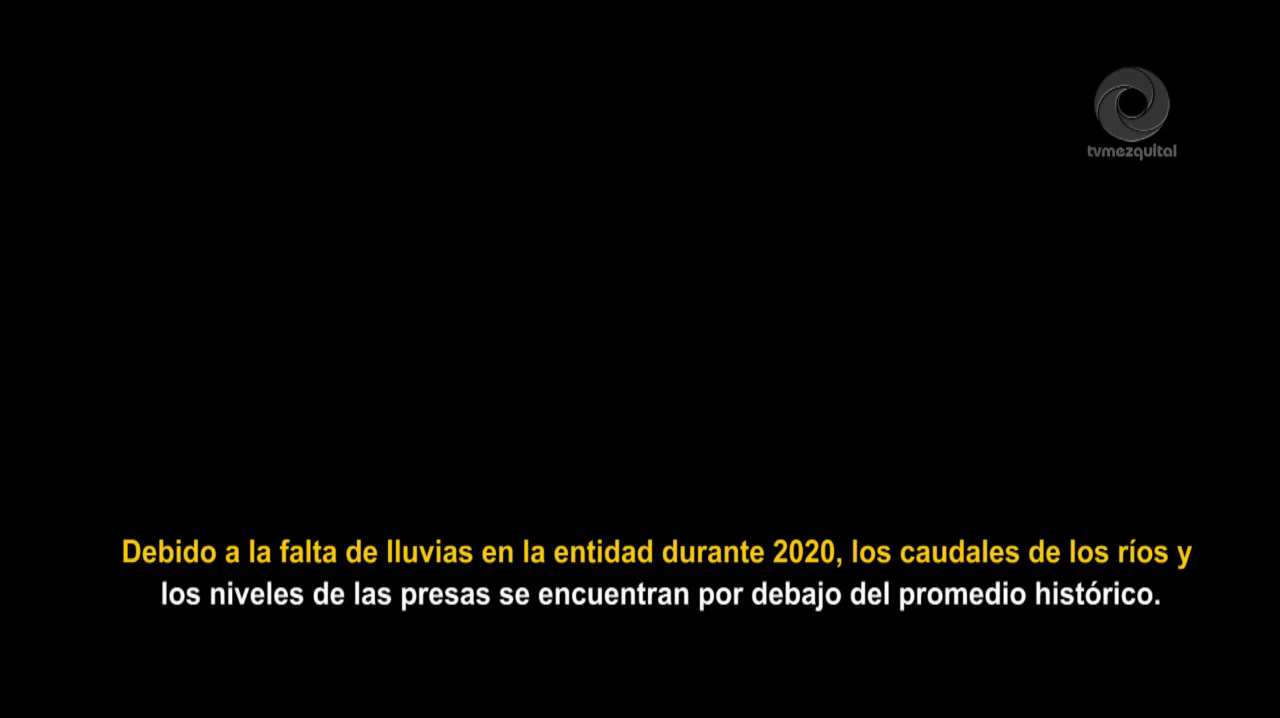 tvmezquital
Debido a la falta de lluvias en la entidad durante 2020, los caudales de los ríos y
los niveles de las presas se encuentran por debajo del promedio histórico.